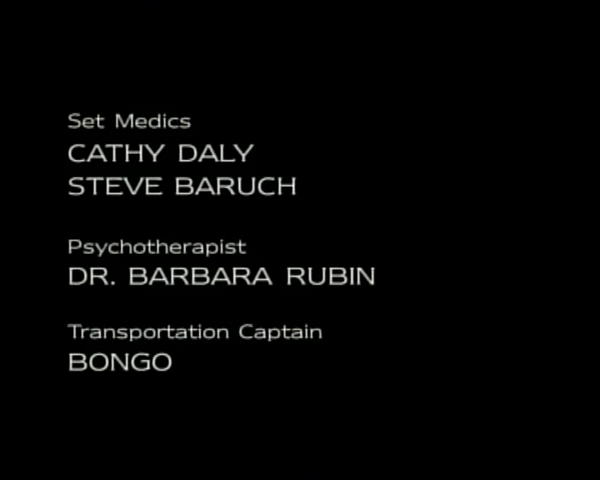 Set Medics
CATHY DALY
STEVE BARUCH
Psychotherapist
DR. BARBARA RUBIN
Transportation Captain
BONGO